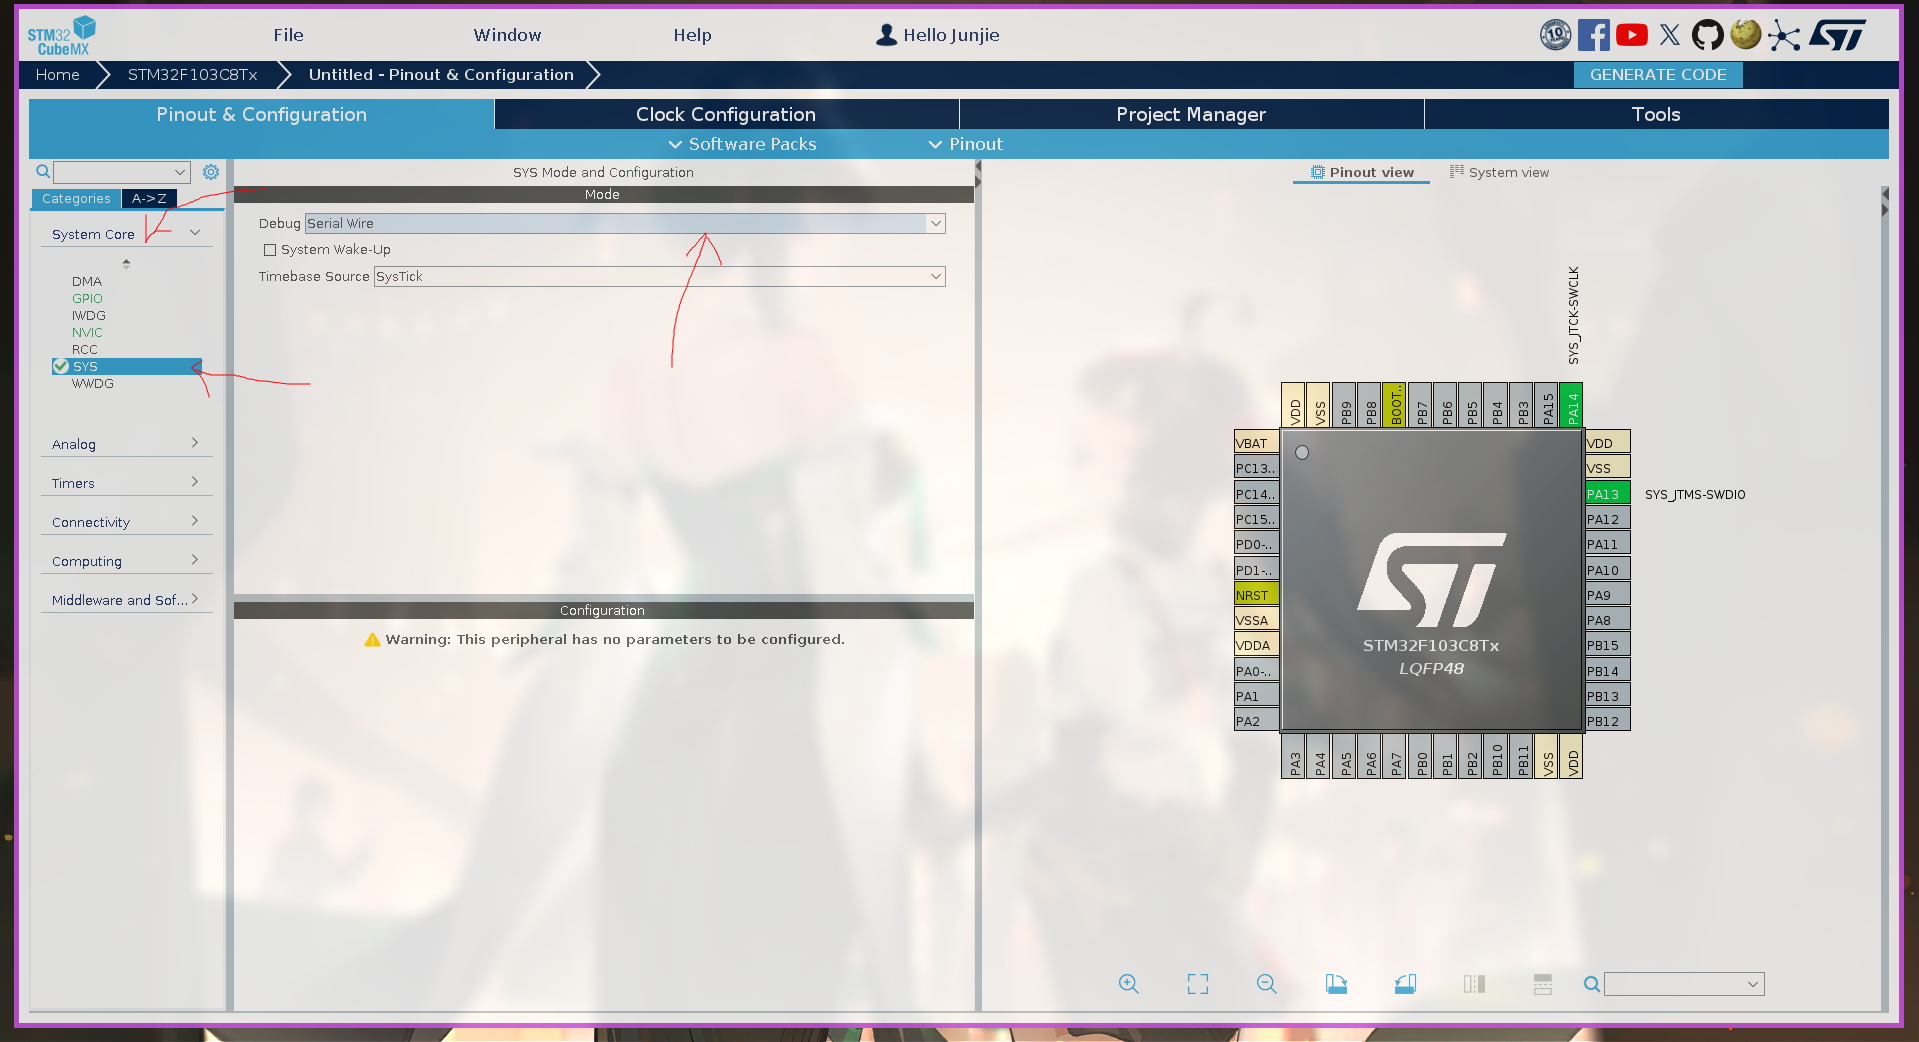 STM32
CubeMX
File
Window
Help
Hello Junjie
10
Home
STM32F103C8Tx
Untitled - Pinout & Configuration
GENERATE CODE
Pinout & Configuration
Clock Configuration
Project Manager
Tools
Software Packs
Pinout
Categories
A->Z
System Core
DMA
GPIO
IWDG
NVIC
RCC
SYS
WWDG
Analog
Timers
Connectivity
Computing
Middleware and Sof...
SYS Mode and Configuration
Mode
Debug Serial Wire
System Wake-Up
Timebase Source SysTick
Configuration
Warning: This peripheral has no parameters to be configured.
Pinout view
System view
SYS_JTCK-SWCLK
VDD
VSS
PB9
PB8
BOOT..
PB7
PB6
PB5
PB4
PB3
PA15
PA14
VBAT
PC13..
PC14..
PC15..
PD0-..
PD1-..
NRST
VSSA
VDDA
PA0-..
PA1
PA2
ST
STM32F103C8Tx
LQFP48
VDD
VSS
PA13 SYS_JTMS-SWDIO
PA12
PA11
PA10
PA9
PA8
PB15
PB14
PB13
PB12
PA3
PA4
PA5
PA6
PA7
PB0
PB1
PB2
PB10
PB11
VSS
VDD